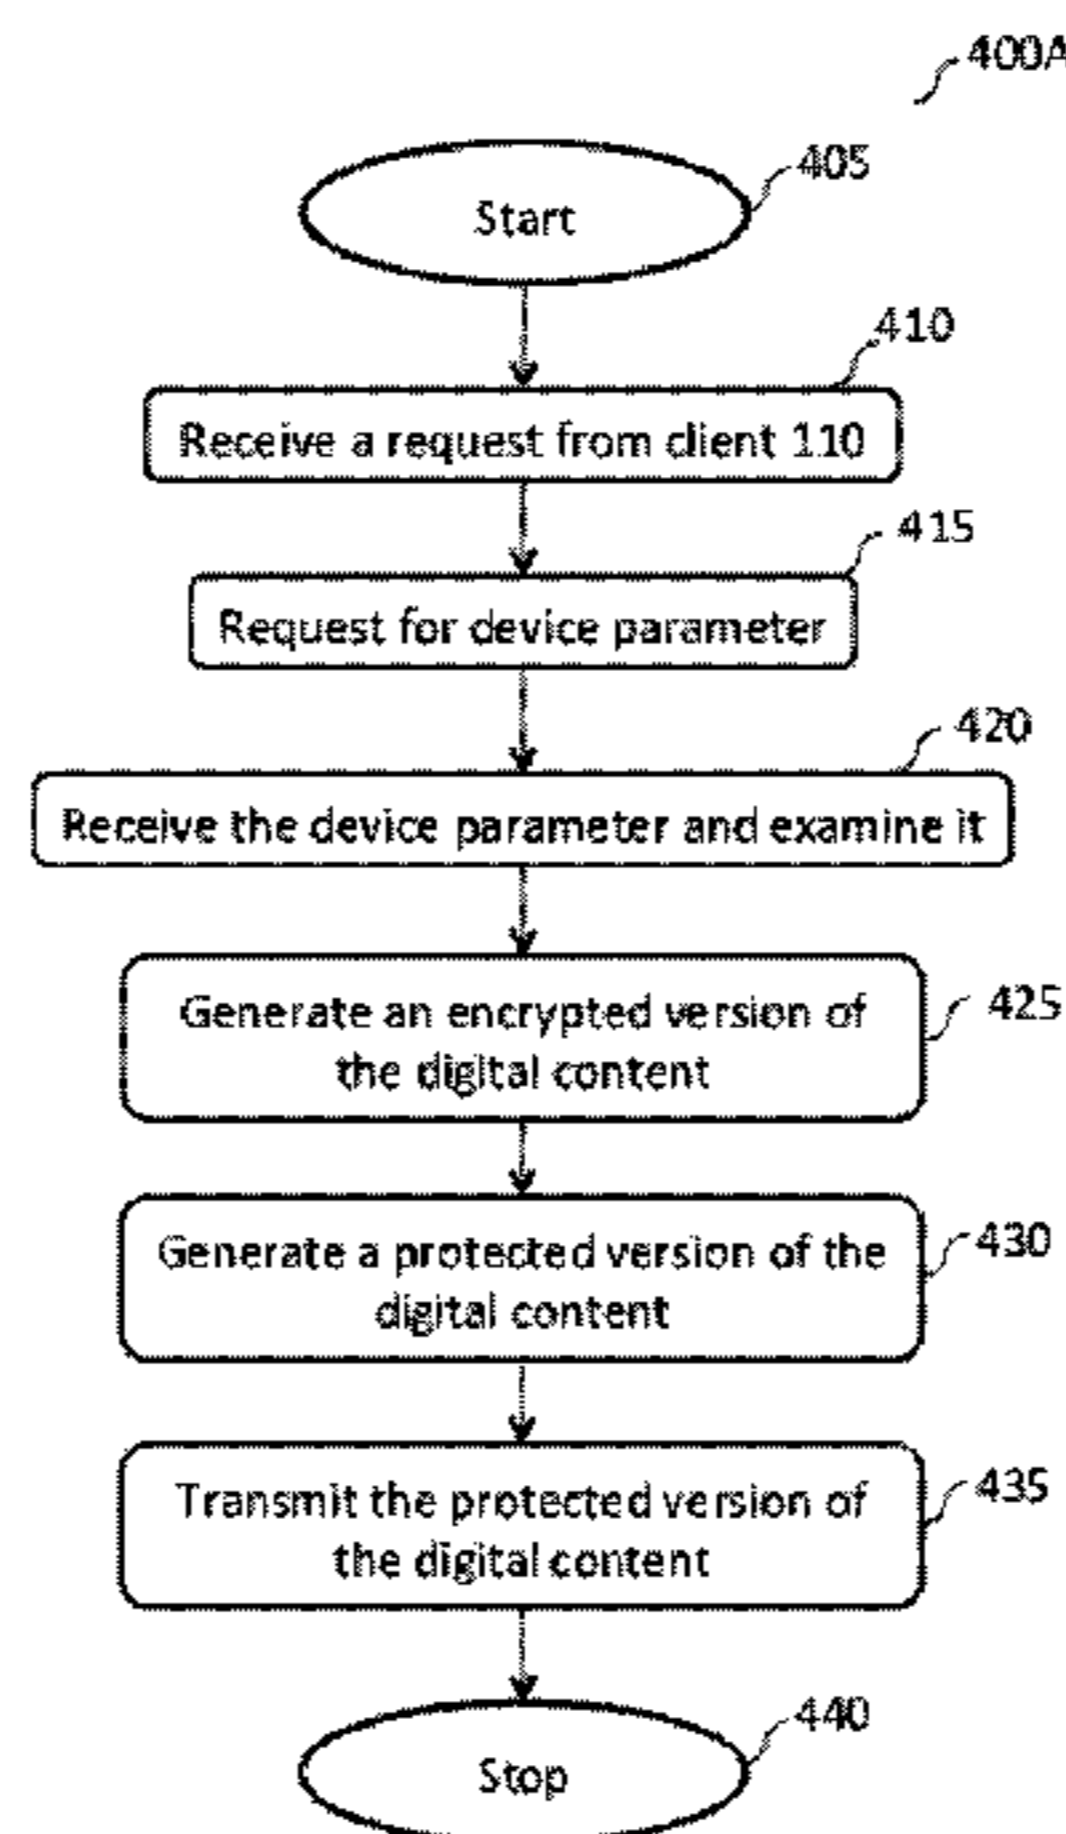 400A
405
Start
410
Receive a request from client 110
415
Request for device parameter
420
Receive the device parameter and examine it
Generate an encrypted version of
the digital content
425
Generate a protected version of the
digital content
430
Transmit the protected version of
the digital content
435
440
Stop